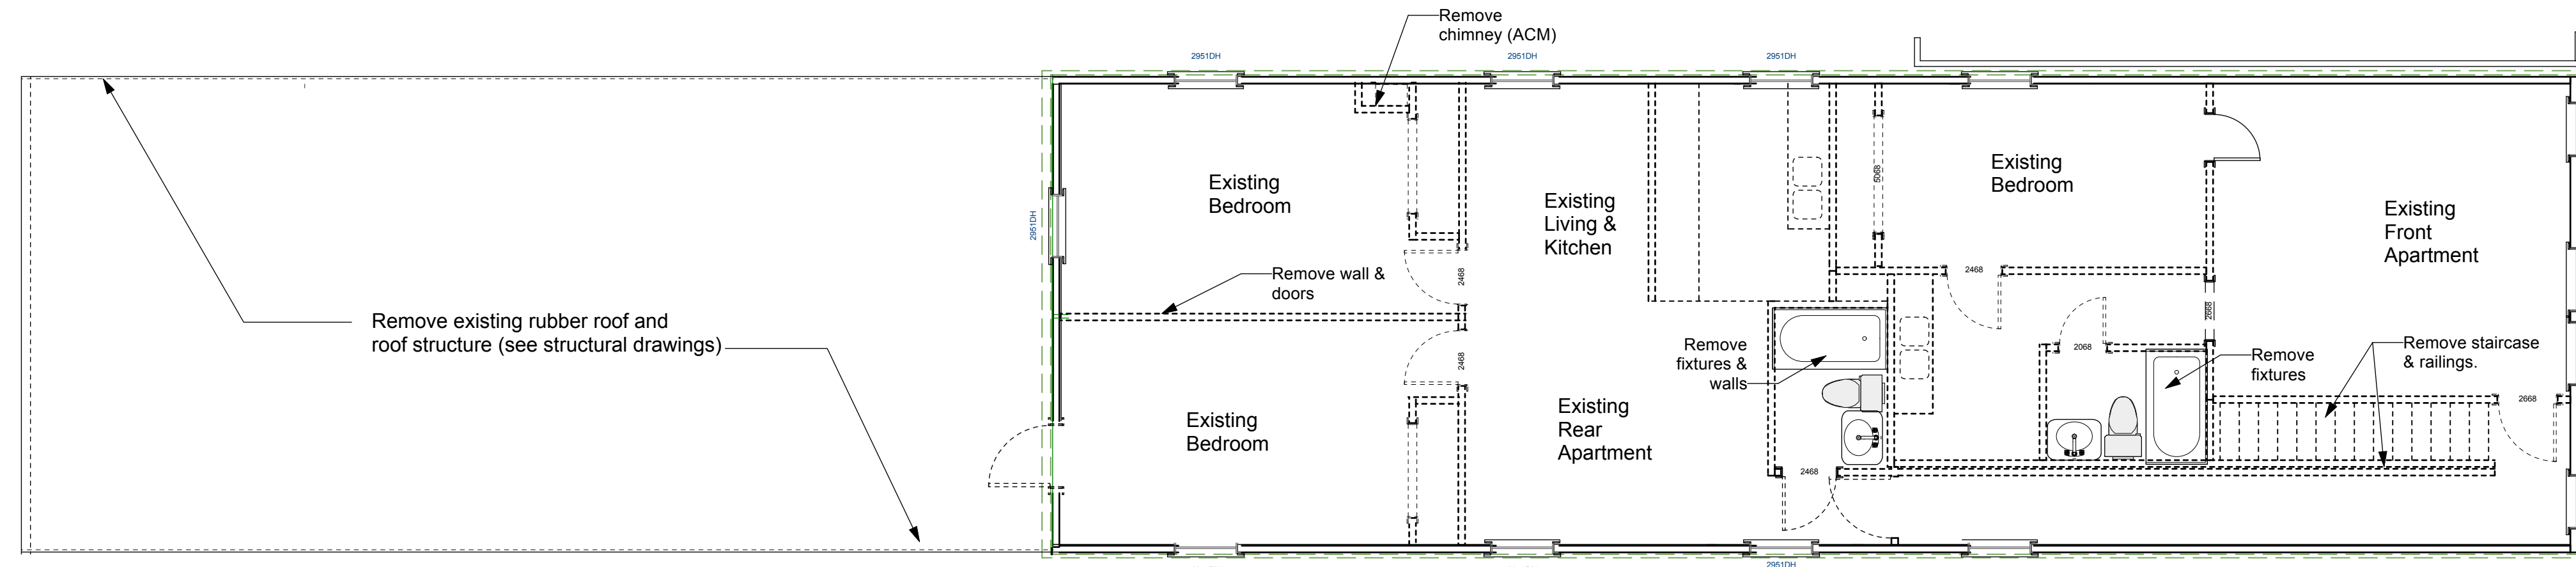 Remove
chimney (ACM)
2951DH
2951DH
2951DH
Existing
Bedroom
Existing
Living &
Kitchen
5068
Existing
Bedroom
Existing
Front
Apartment
2951DH
Remove wall &
doors
2468
2468
2668
Remove existing rubber roof and
roof structure (see structural drawings)
2468
Remove
fixtures &
walls
2068
Remove
fixtures
Remove staircase
& railings.
2668
Existing
Bedroom
Existing
Rear
Apartment
2468
2951DH